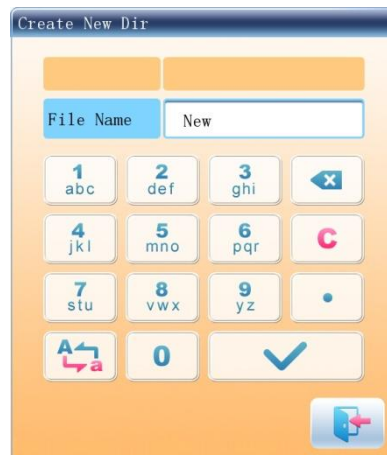 Create New Dir
File Name New
1 2 3
abc def ghi
4 5 6 C
jkl mno pqr
7 8 9 .
stu vwx yz
A a 0